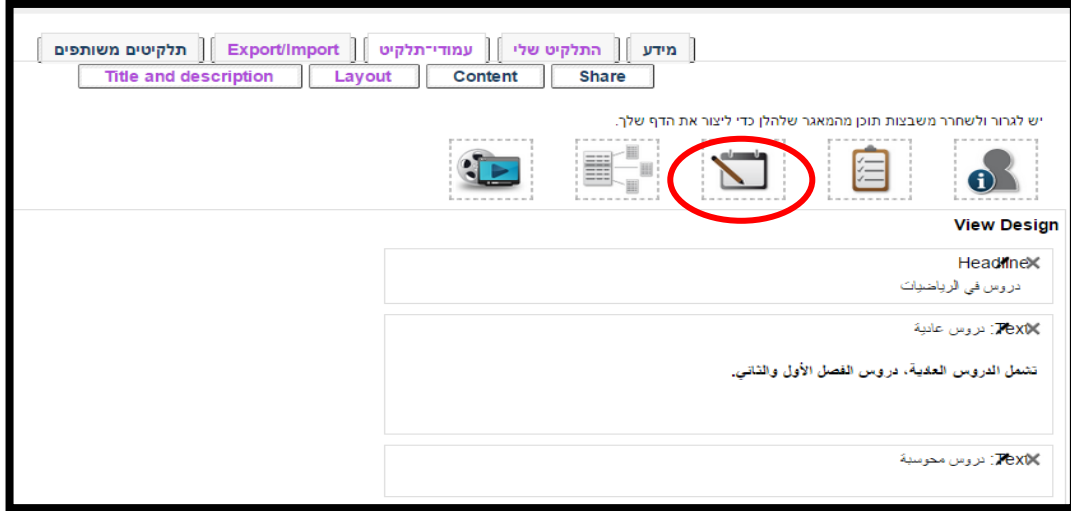 מידע התלקיט שלי עמודי־תלקיט Export/Import תלקיטים משותפים
Title and description Layout Content Share
יש לגרור ולשחרר משבצות תוכן מהמאגר שלהלן כדי ליצור את הדף שלך.
View Design
Headline
دروس في الرياضيات
Text: دروس عادية
تشمل الدروس العادية، دروس الفصل الأول والثاني.
Text: دروس محوسبة